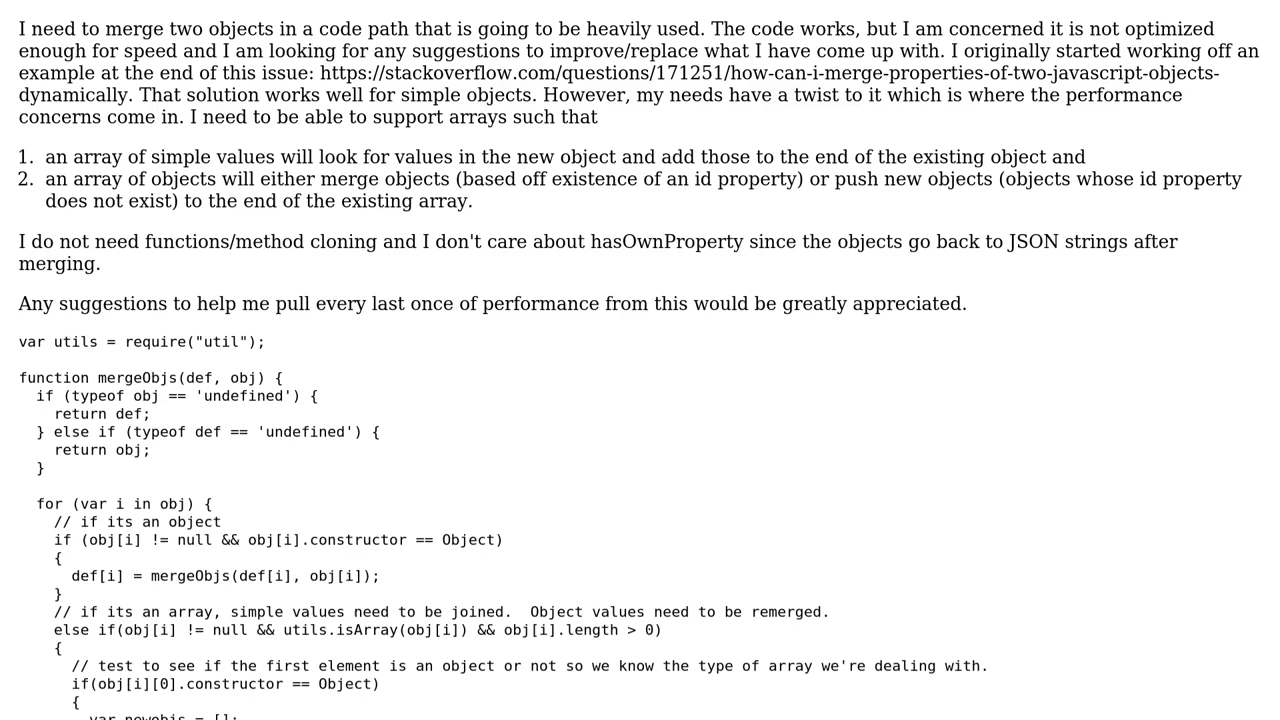 I need to merge two objects in a code path that is going to be heavily used. The code works, but I am concerned it is not optimized
enough for speed and I am looking for any suggestions to improve/replace what I have come up with. I originally started working off an
example at the end of this issue: https://stackoverflow.com/questions/171251/how-can-i-merge-properties-of-two-javascript-objects-
dynamically. That solution works well for simple objects. However, my needs have a twist to it which is where the performance
concerns come in. I need to be able to support arrays such that
1. an array of simple values will look for values in the new object and add those to the end of the existing object and
2. an array of objects will either merge objects (based off existence of an id property) or push new objects (objects whose id property
does not exist) to the end of the existing array.
I do not need functions/method cloning and I don't care about hasOwnProperty since the objects go back to JSON strings after
merging.
Any suggestions to help me pull every last once of performance from this would be greatly appreciated.
var utils = require("util");
function mergeObjs(def, obj) {
  if (typeof obj == 'undefined') {
    return def;
  } else if (typeof def == 'undefined') {
    return obj;
  }
  for (var i in obj) {
    // if its an object
    if (obj[i] != null && obj[i].constructor == Object)
    {
      def[i] = mergeObjs(def[i], obj[i]);
    }
    // if its an array, simple values need to be joined.  Object values need to be remerged.
    else if(obj[i] != null && utils.isArray(obj[i]) && obj[i].length > 0)
    {
      // test to see if the first element is an object or not so we know the type of array we're dealing with.
      if(obj[i][0].constructor == Object)
      {
        var newobjs = [];